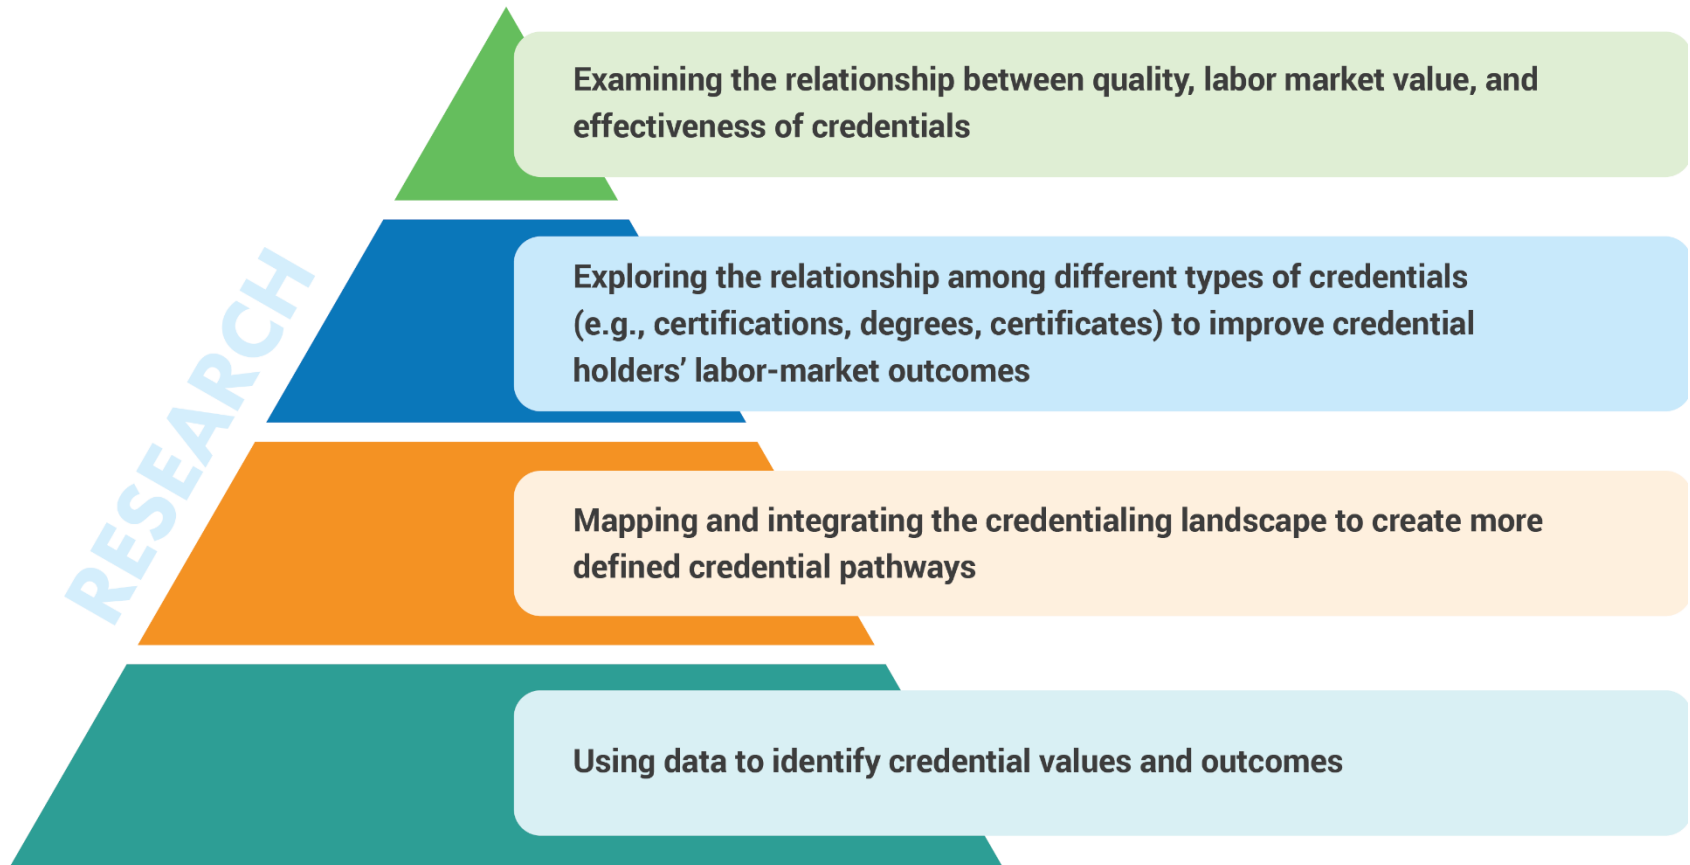 Examining the relationship between quality, labor market value, and
effectiveness of credentials
RESEARCH
Exploring the relationship among different types of credentials
(e.g., certifications, degrees, certificates) to improve credential
holders’ labor-market outcomes
Mapping and integrating the credentialing landscape to create more
defined credential pathways
Using data to identify credential values and outcomes